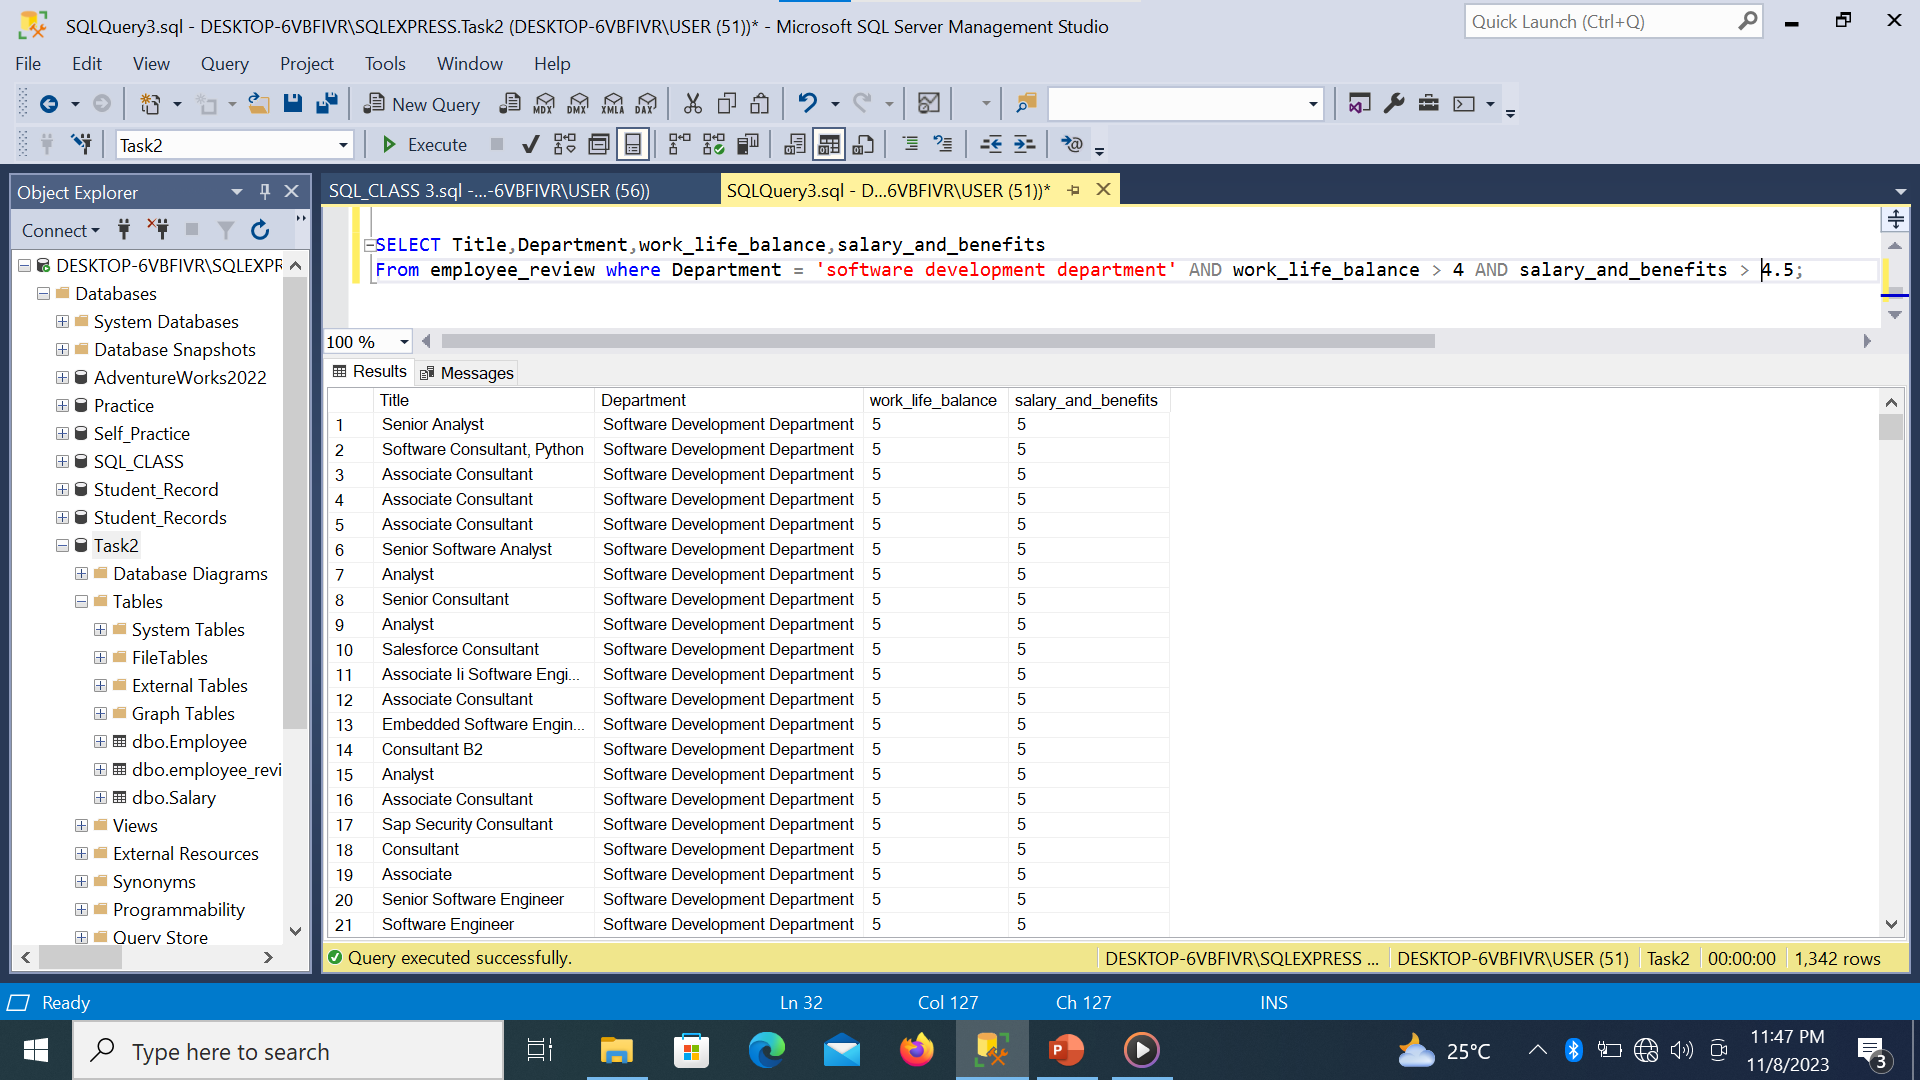 SQLQuery3.sql - DESKTOP-6VBFIVR\SQLEXPRESS.Task2 (DESKTOP-6VBFIVR\USER (51))* - Microsoft SQL Server Management Studio
Quick Launch (Ctrl+Q)
File Edit View Query Project Tools Window Help
New Query MDX DMX XMLA DAX
Task2 Execute
Object Explorer
SQL_CLASS 3.sql -...-6VBFIVR\USER (56))
SQLQuery3.sql - D...6VBFIVR\USER (51))*
Connect
DESKTOP-6VBFIVR\SQLEXPR
Databases
System Databases
Database Snapshots
AdventureWorks2022
Practice
Self_Practice
SQL_CLASS
Student_Record
Student_Records
Task2
Database Diagrams
Tables
System Tables
FileTables
External Tables
Graph Tables
dbo.Employee
dbo.employee_revi
dbo.Salary
Views
External Resources
Synonyms
Programmability
Query Store
SELECT Title,Department,work_life_balance,salary_and_benefits
From employee_review where Department = 'software development department' AND work_life_balance > 4 AND salary_and_benefits > 4.5;
100 %
Results Messages
Title Department work_life_balance salary_and_benefits
1 Senior Analyst Software Development Department 5 5
2 Software Consultant, Python Software Development Department 5 5
3 Associate Consultant Software Development Department 5 5
4 Associate Consultant Software Development Department 5 5
5 Associate Consultant Software Development Department 5 5
6 Senior Software Analyst Software Development Department 5 5
7 Analyst Software Development Department 5 5
8 Senior Consultant Software Development Department 5 5
9 Analyst Software Development Department 5 5
10 Salesforce Consultant Software Development Department 5 5
11 Associate Ii Software Engi... Software Development Department 5 5
12 Associate Consultant Software Development Department 5 5
13 Embedded Software Engin... Software Development Department 5 5
14 Consultant B2 Software Development Department 5 5
15 Analyst Software Development Department 5 5
16 Associate Consultant Software Development Department 5 5
17 Sap Security Consultant Software Development Department 5 5
18 Consultant Software Development Department 5 5
19 Associate Software Development Department 5 5
20 Senior Software Engineer Software Development Department 5 5
21 Software Engineer Software Development Department 5 5
Query executed successfully. DESKTOP-6VBFIVR\SQLEXPRESS ... DESKTOP-6VBFIVR\USER (51) Task2 00:00:00 1,342 rows
Ready Ln 32 Col 127 Ch 127 INS
Type here to search
25°C
11:47 PM
11/8/2023
3